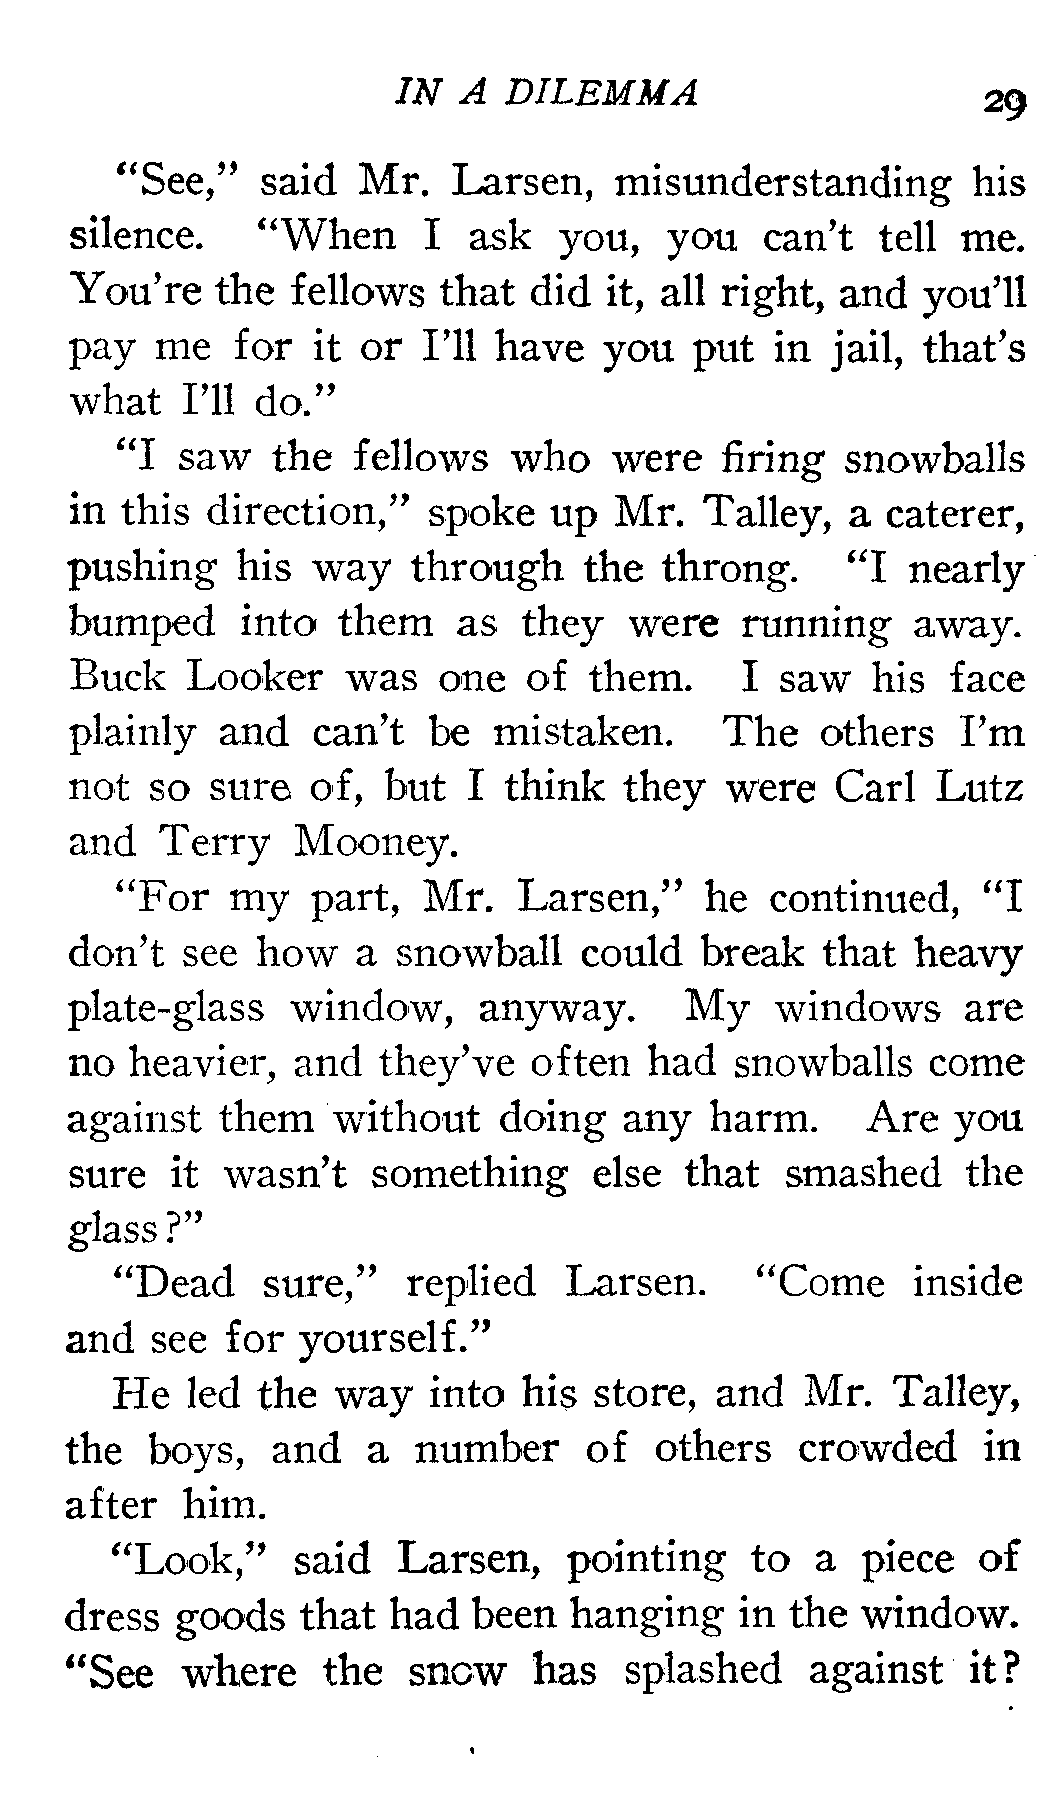 IN A DILEMMA
29
"See," said Mr. Larsen, misunderstanding his
silence. "When I ask you, you can't tell me.
You're the fellows that did it, all right, and you'll
pay me for it or I'll have you put in jail, that's
what I'll do."
"I saw the fellows who were firing snowballs
in this direction," spoke up Mr. Talley, a caterer,
pushing his way through the throng. "I nearly
bumped into them as they were running away.
Buck Looker was one of them. I saw his face
plainly and can't be mistaken. The others I'm
not so sure of, but I think they were Carl Lutz
and Terry Mooney.
"For my part, Mr. Larsen," he continued, "I
don't see how a snowball could break that heavy
plate-glass window, anyway. My windows are
no heavier, and they've often had snowballs come
against them without doing any harm. Are you
sure it wasn't something else that smashed the
glass?"
"Dead sure," replied Larsen. "Come inside
and see for yourself."
He led the way into his store, and Mr. Talley,
the boys, and a number of others crowded in
after him.
"Look," said Larsen, pointing to a piece of
dress goods that had been hanging in the window.
"See where the snow has splashed against it?